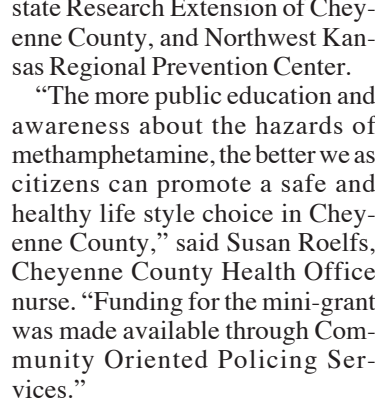 state Research Extension of Chey-
enne County, and Northwest Kan-
sas Regional Prevention Center.
“The more public education and
awareness about the hazards of
methamphetamine, the better we as
citizens can promote a safe and
healthy life style choice in Chey-
enne County,” said Susan Roelfs,
Cheyenne County Health Office
nurse. “Funding for the mini-grant
was made available through Com-
munity Oriented Policing Ser-
vices.”